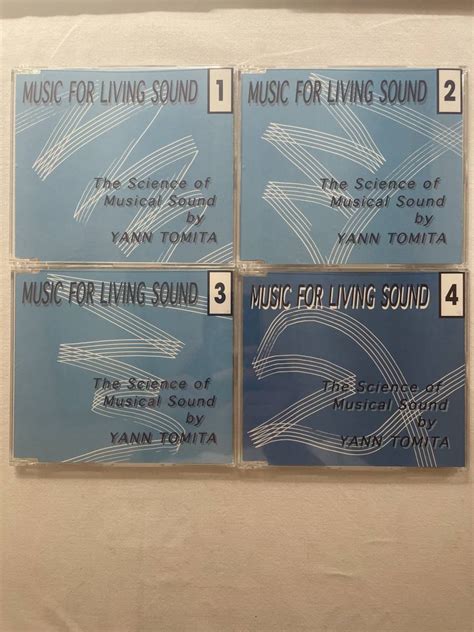 MUSIC FOR LIVING SOUND 1
The Science of
Musical Sound
by
YANN TOMITA
MUSIC FOR LIVING SOUND 2
The Science of
Musical Sound
by
YANN TOMITA
MUSIC FOR LIVING SOUND 3
The Science of
Musical Sound
by
YANN TOMITA
MUSIC FOR LIVING SOUND 4
The Science of
Musical Sound
by
YANN TOMITA